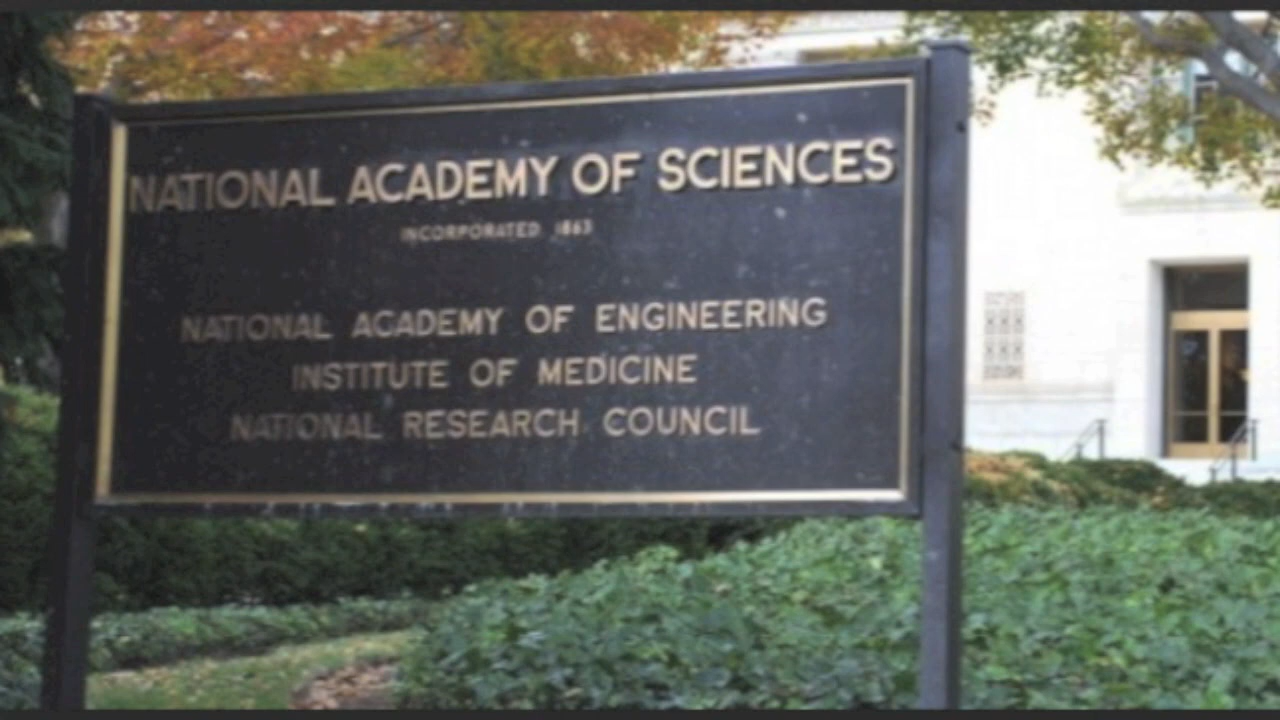 NATIONAL ACADEMY OF SCIENCES
INCORPORATED 1863
NATIONAL ACADEMY OF ENGINEERING
INSTITUTE OF MEDICINE
NATIONAL RESEARCH COUNCIL